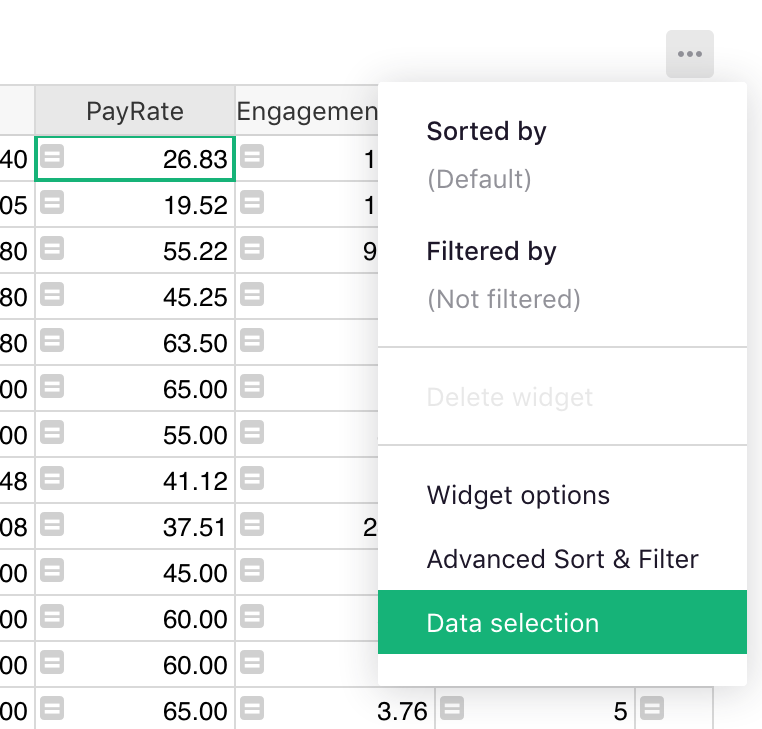 PayRate Engagemen
40 26.83 1
05 19.52 1
80 55.22 9
80 45.25
80 63.50
00 65.00
00 55.00
48 41.12
08 37.51 2
00 45.00
00 60.00
00 60.00
00 65.00 3.76 5
Sorted by
(Default)
Filtered by
(Not filtered)
Delete widget
Widget options
Advanced Sort & Filter
Data selection